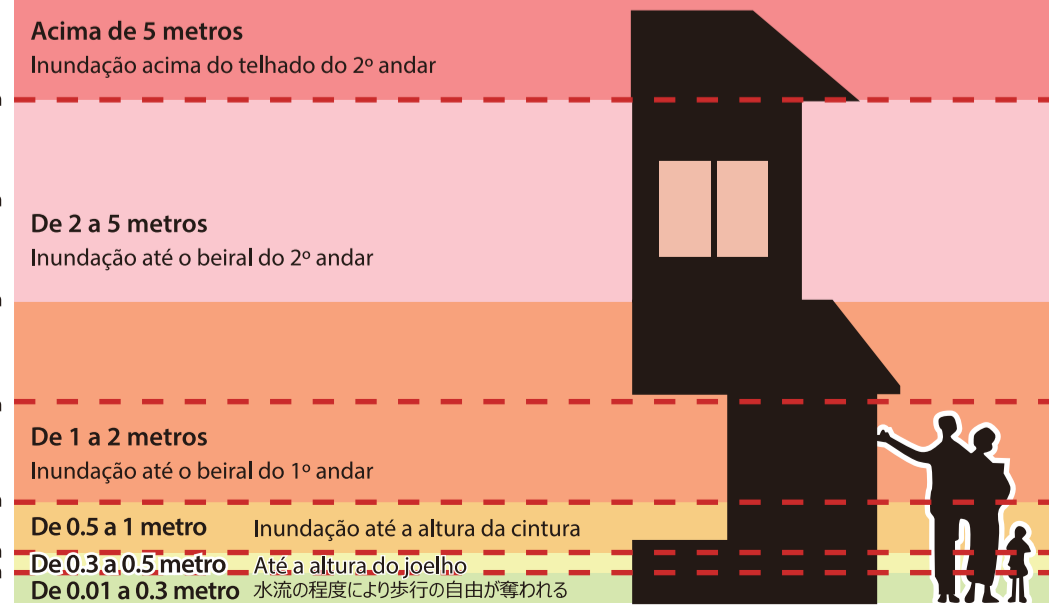 Acima de 5 metros
Inundação acima do telhado do 2º andar
De 2 a 5 metros
Inundação até o beiral do 2º andar
De 1 a 2 metros
Inundação até o beiral do 1º andar
De 0.5 a 1 metro Inundação até a altura da cintura
De 0.3 a 0.5 metro Até a altura do joelho
De 0.01 a 0.3 metro 水流の程度により歩行の自由が奪われる